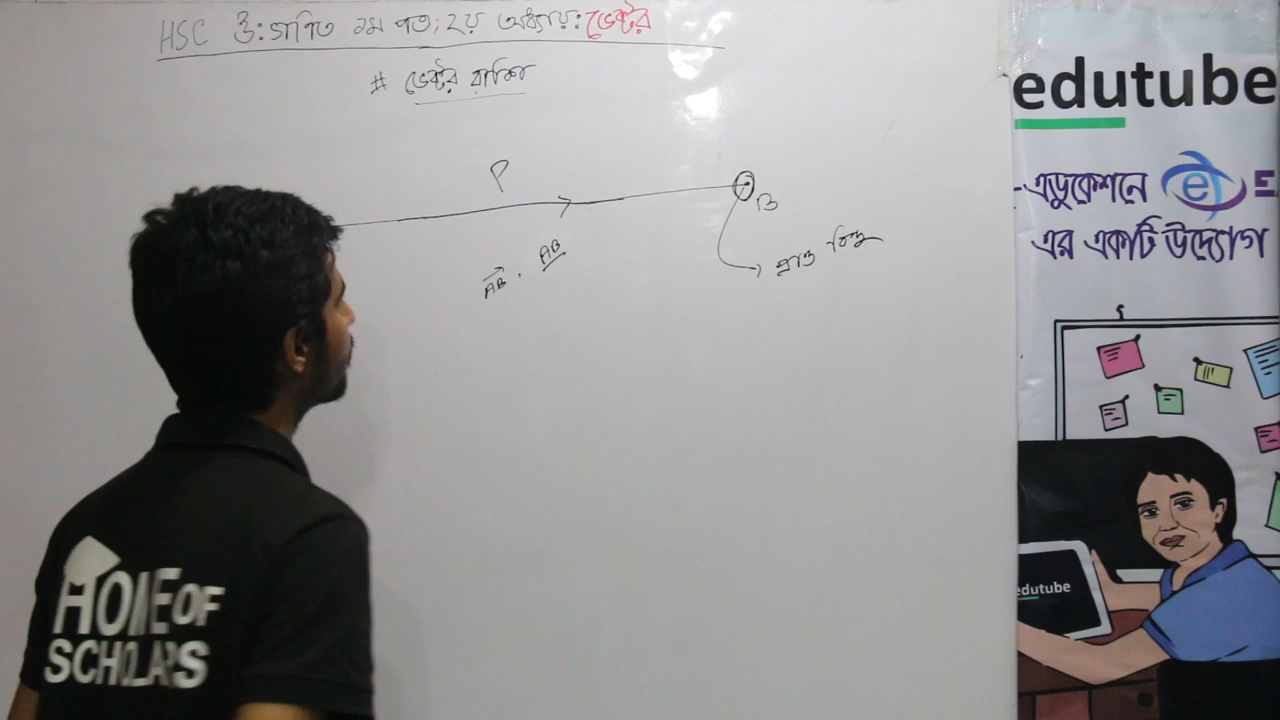 HSC উ: গণিত ১ম পত্র; ২য় অধ্যায়: ভেক্টর
# ভেক্টর রাশি
P
B
AB
AB
প্রান্ত বিন্দু
HOME OF
SCHOLARS
edutube
এডুকেশনে e E
এর একটি উদ্যোগ
edutube